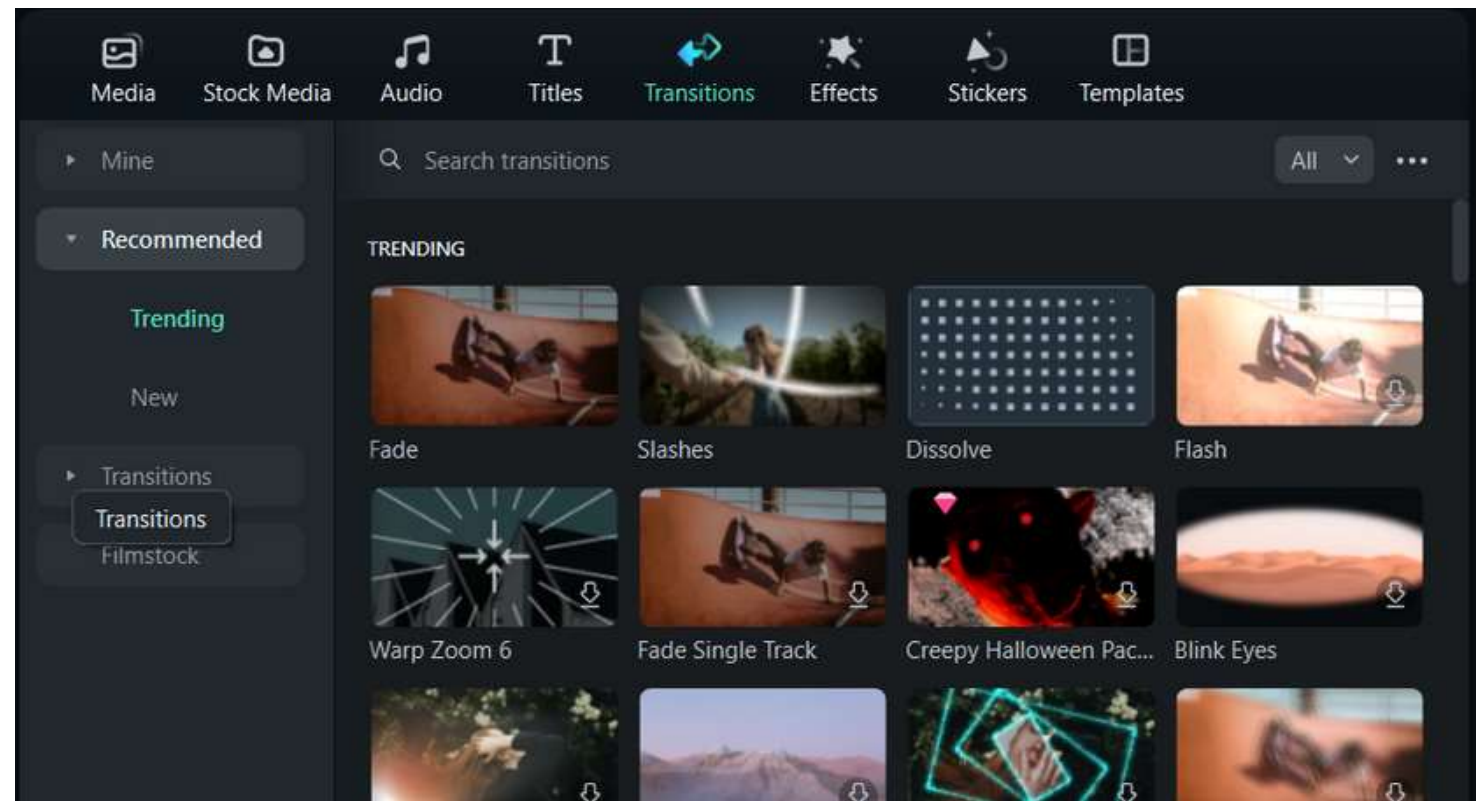 Media
Stock Media
Audio
Titles
Transitions
Effects
Stickers
Templates
Mine
Search transitions
All
Recommended
TRENDING
Trending
New
Transitions
Transitions
Filmstock
Fade
Slashes
Dissolve
Flash
Warp Zoom 6
Fade Single Track
Creepy Halloween Pac...
Blink Eyes